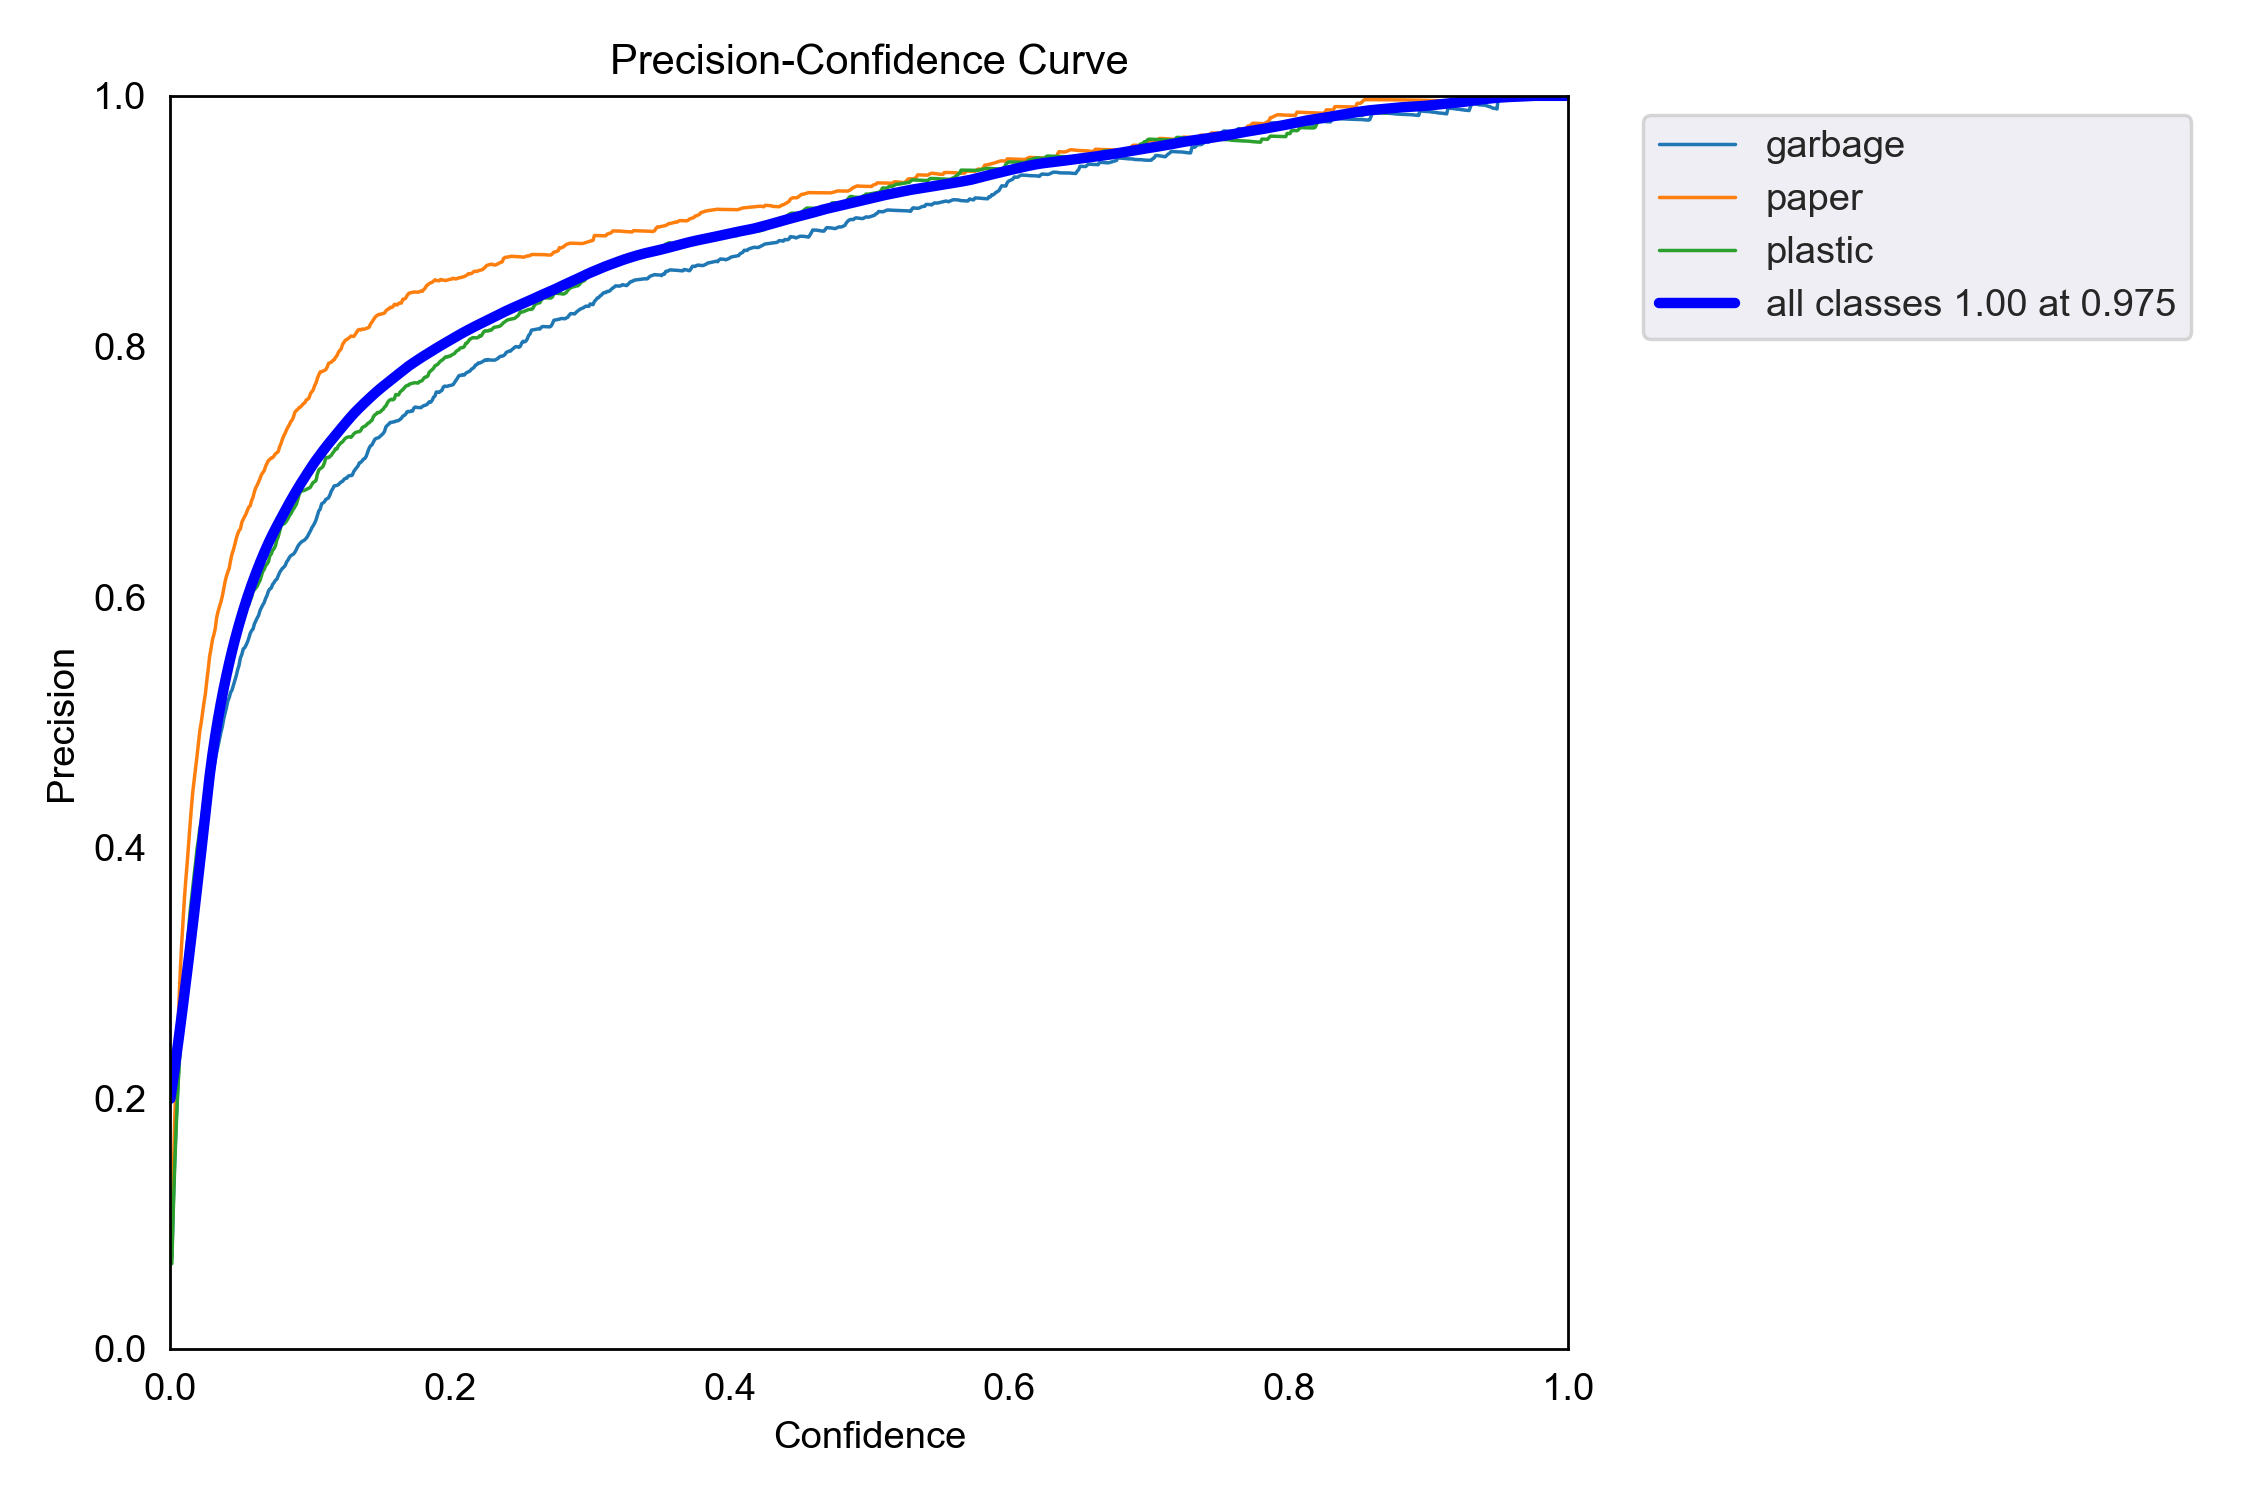 Precision-Confidence Curve
1.0
0.8
0.6
0.4
0.2
0.0
Precision
0.0 0.2 0.4 0.6 0.8 1.0
Confidence
garbage
paper
plastic
all classes 1.00 at 0.975